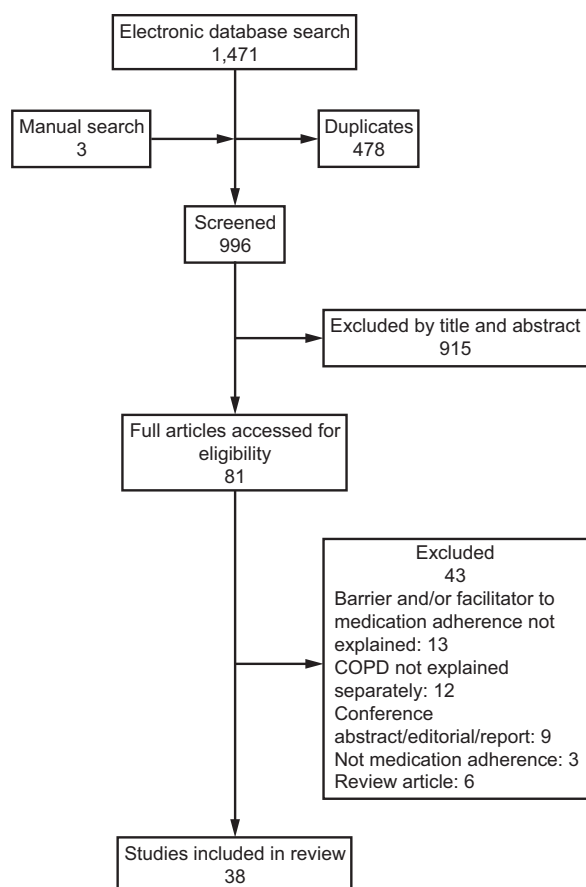 Electronic database search
1,471
Manual search
3
Duplicates
478
Screened
996
Excluded by title and abstract
915
Full articles accessed for
eligibility
81
Excluded
43
Barrier and/or facilitator to
medication adherence not
explained: 13
COPD not explained
separately: 12
Conference
abstract/editorial/report: 9
Not medication adherence: 3
Review article: 6
Studies included in review
38